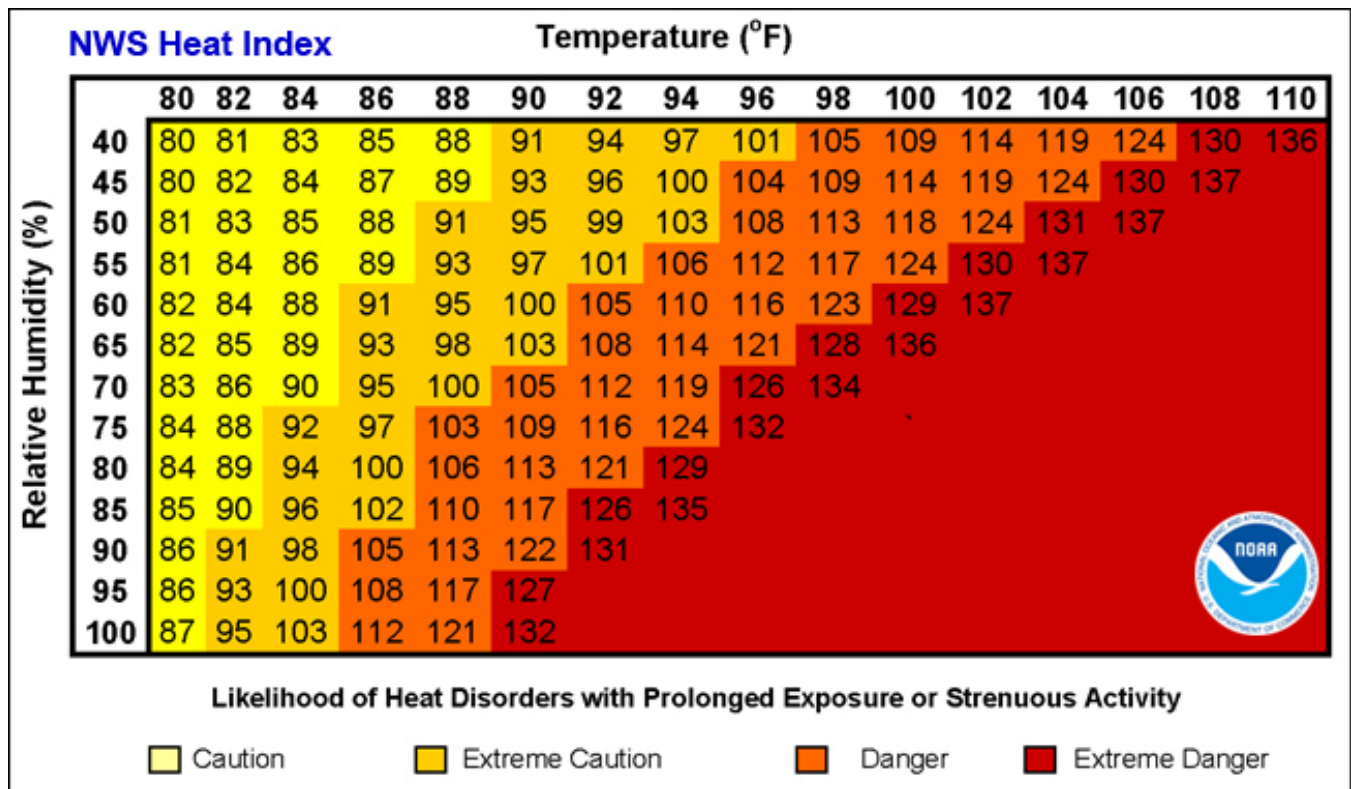 NWS Heat Index
Temperature (°F)
80 82 84 86 88 90 92 94 96 98 100 102 104 106 108 110
Relative Humidity (%)
40 80 81 83 85 88 91 94 97 101 105 109 114 119 124 130 136
45 80 82 84 87 89 93 96 100 104 109 114 119 124 130 137
50 81 83 85 88 91 95 99 103 108 113 118 124 131 137
55 81 84 86 89 93 97 101 106 112 117 124 130 137
60 82 84 88 91 95 100 105 110 116 123 129 137
65 82 85 89 93 98 103 108 114 121 128 136
70 83 86 90 95 100 105 112 119 126 134
75 84 88 92 97 103 109 116 124 132
80 84 89 94 100 106 113 121 129
85 85 90 96 102 110 117 126 135
90 86 91 98 105 113 122 131
95 86 93 100 108 117 127
100 87 95 103 112 121 132
NATIONAL OCEANIC AND ATMOSPHERIC ADMINISTRATION
NOAA
U.S. DEPARTMENT OF COMMERCE
Likelihood of Heat Disorders with Prolonged Exposure or Strenuous Activity
Caution Extreme Caution Danger Extreme Danger